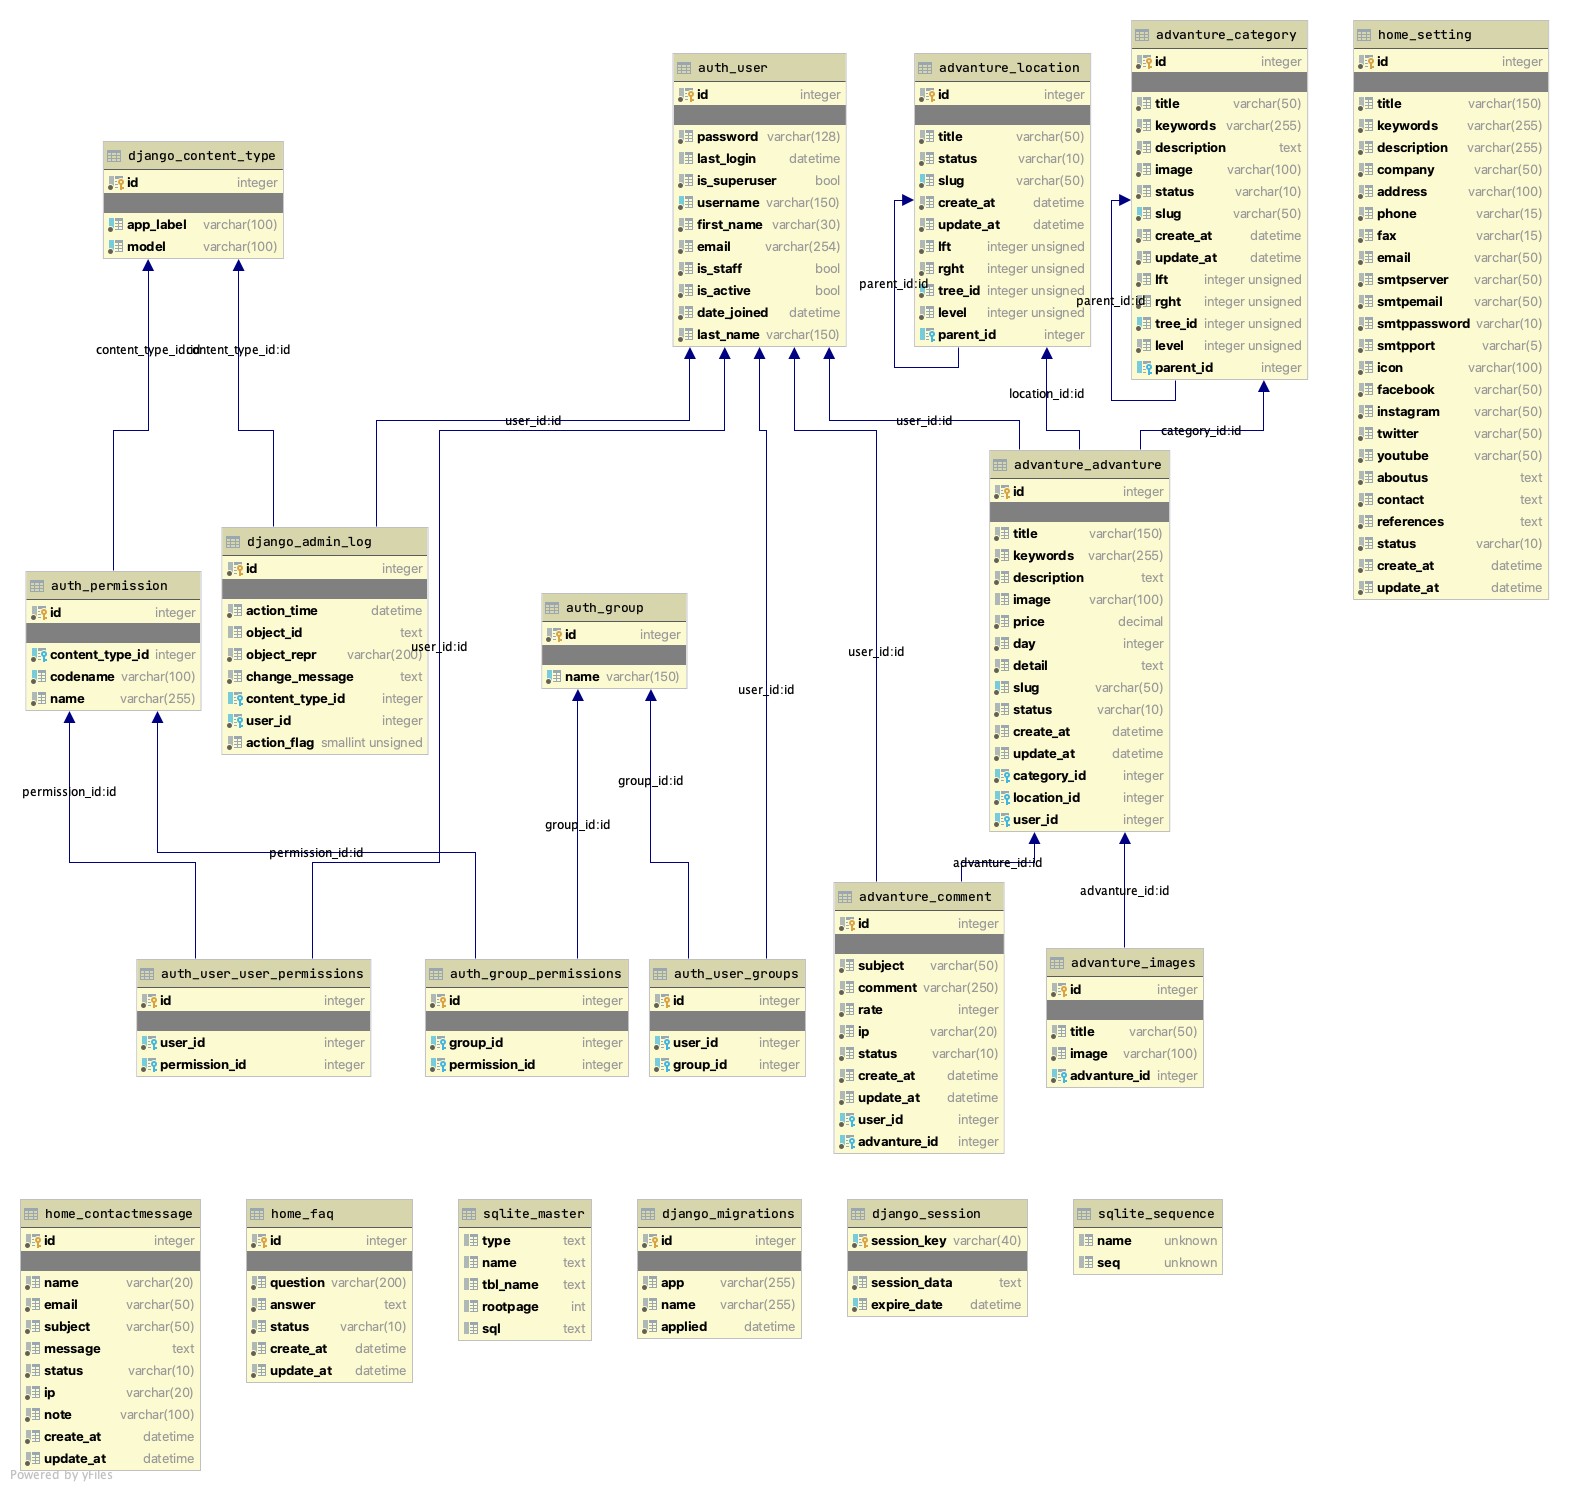 auth_user
id integer
password varchar(128)
last_login datetime
is_superuser bool
username varchar(150)
first_name varchar(30)
email varchar(254)
is_staff bool
is_active bool
date_joined datetime
last_name varchar(150)
advanture_location
id integer
title varchar(50)
status varchar(10)
slug varchar(50)
create_at datetime
update_at datetime
lft integer unsigned
rght integer unsigned
tree_id integer unsigned
level integer unsigned
parent_id integer
parent_id:id
advanture_category
id integer
title varchar(50)
keywords varchar(255)
description text
image varchar(100)
status varchar(10)
slug varchar(50)
create_at datetime
update_at datetime
lft integer unsigned
rght integer unsigned
tree_id integer unsigned
level integer unsigned
parent_id integer
parent_id:id
home_setting
id integer
title varchar(150)
keywords varchar(255)
description varchar(255)
company varchar(50)
address varchar(100)
phone varchar(15)
fax varchar(15)
email varchar(50)
smtpserver varchar(50)
smtpemail varchar(50)
smtppassword varchar(10)
smtpport varchar(5)
icon varchar(100)
facebook varchar(50)
instagram varchar(50)
twitter varchar(50)
youtube varchar(50)
aboutus text
contact text
references text
status varchar(10)
create_at datetime
update_at datetime
django_content_type
id integer
app_label varchar(100)
model varchar(100)
content_type_id:id
content_type_id:id
user_id:id
user_id:id
location_id:id
category_id:id
django_admin_log
id integer
action_time datetime
object_id text
object_repr varchar(200)
change_message text
content_type_id integer
user_id integer
action_flag smallint unsigned
auth_permission
id integer
content_type_id integer
codename varchar(100)
name varchar(255)
auth_group
id integer
name varchar(150)
advanture_advanture
id integer
title varchar(150)
keywords varchar(255)
description text
image varchar(100)
price decimal
day integer
detail text
slug varchar(50)
status varchar(10)
create_at datetime
update_at datetime
category_id integer
location_id integer
user_id integer
user_id:id
user_id:id
user_id:id
permission_id:id
permission_id:id
group_id:id
group_id:id
advanture_id:id
advanture_id:id
auth_user_user_permissions
id integer
user_id integer
permission_id integer
auth_group_permissions
id integer
group_id integer
permission_id integer
auth_user_groups
id integer
user_id integer
group_id integer
advanture_comment
id integer
subject varchar(50)
comment varchar(250)
rate integer
ip varchar(20)
status varchar(10)
create_at datetime
update_at datetime
user_id integer
advanture_id integer
advanture_images
id integer
title varchar(50)
image varchar(100)
advanture_id integer
home_contactmessage
id integer
name varchar(20)
email varchar(50)
subject varchar(50)
message text
status varchar(10)
ip varchar(20)
note varchar(100)
create_at datetime
update_at datetime
home_faq
id integer
question varchar(200)
answer text
status varchar(10)
create_at datetime
update_at datetime
sqlite_master
type text
name text
tbl_name text
rootpage int
sql text
django_migrations
id integer
app varchar(255)
name varchar(255)
applied datetime
django_session
session_key varchar(40)
session_data text
expire_date datetime
sqlite_sequence
name unknown
seq unknown
Powered by yFiles